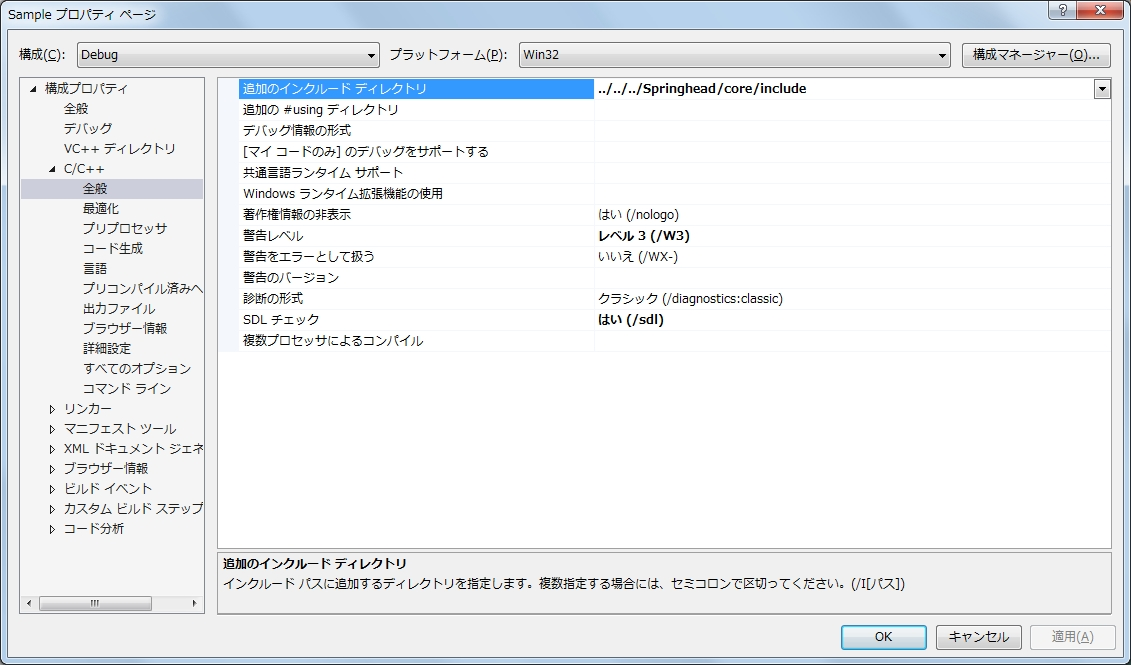 Sample プロパティ ページ
構成(C): Debug プラットフォーム(P): Win32 構成マネージャー(O)...
構成プロパティ
全般
デバッグ
VC++ ディレクトリ
C/C++
全般
最適化
プリプロセッサ
コード生成
言語
プリコンパイル済みヘ
出力ファイル
ブラウザー情報
詳細設定
すべてのオプション
コマンド ライン
リンカー
マニフェスト ツール
XML ドキュメント ジェネ
ブラウザー情報
ビルド イベント
カスタム ビルド ステップ
コード分析
追加のインクルード ディレクトリ ../../../Springhead/core/include
追加の #using ディレクトリ
デバッグ情報の形式
[マイ コードのみ] のデバッグをサポートする
共通言語ランタイム サポート
Windows ランタイム拡張機能の使用
著作権情報の非表示 はい (/nologo)
警告レベル レベル 3 (/W3)
警告をエラーとして扱う いいえ (/WX-)
警告のバージョン
診断の形式 クラシック (/diagnostics:classic)
SDL チェック はい (/sdl)
複数プロセッサによるコンパイル
追加のインクルード ディレクトリ
インクルード パスに追加するディレクトリを指定します。複数指定する場合には、セミコロンで区切ってください。(/I[パス])
OK キャンセル 適用(A)